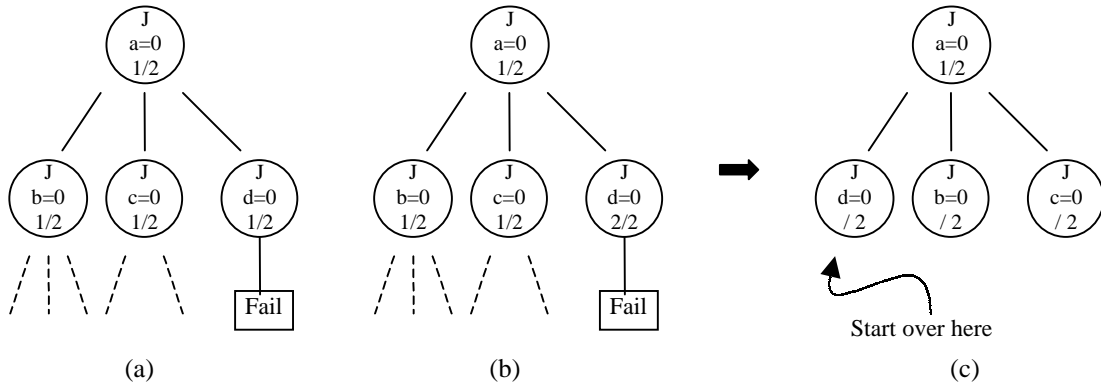 J
a=0
1/2
J
b=0
1/2
J
c=0
1/2
J
d=0
1/2
Fail
(a)
J
a=0
1/2
J
b=0
1/2
J
c=0
1/2
J
d=0
2/2
Fail
(b)
J
a=0
1/2
J
d=0
/ 2
J
b=0
/ 2
J
c=0
/ 2
Start over here
(c)